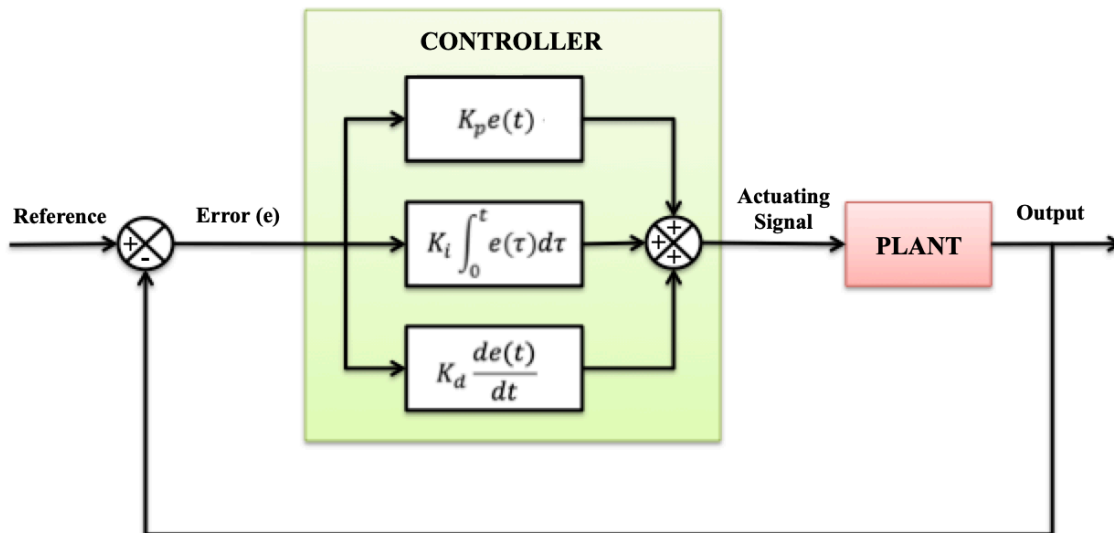 CONTROLLER
K_p e(t)
Reference
Error (e)
+
-
K_i ∫_0^t e(τ)dτ
+
+
+
Actuating
Signal
PLANT
Output
K_d de(t)/dt